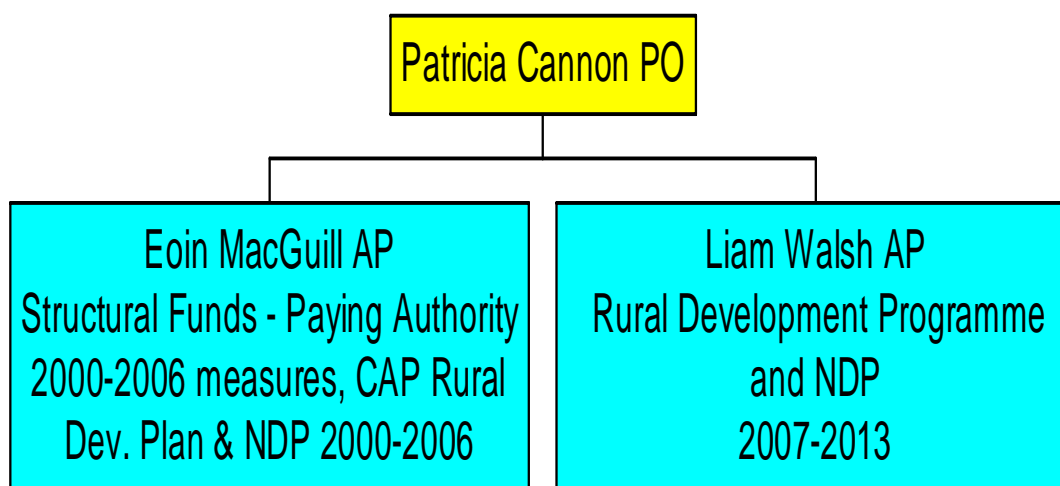 Patricia Cannon PO
Eoin MacGuill AP
Structural Funds - Paying Authority
2000-2006 measures, CAP Rural
Dev. Plan & NDP 2000-2006
Liam Walsh AP
Rural Development Programme
and NDP
2007-2013